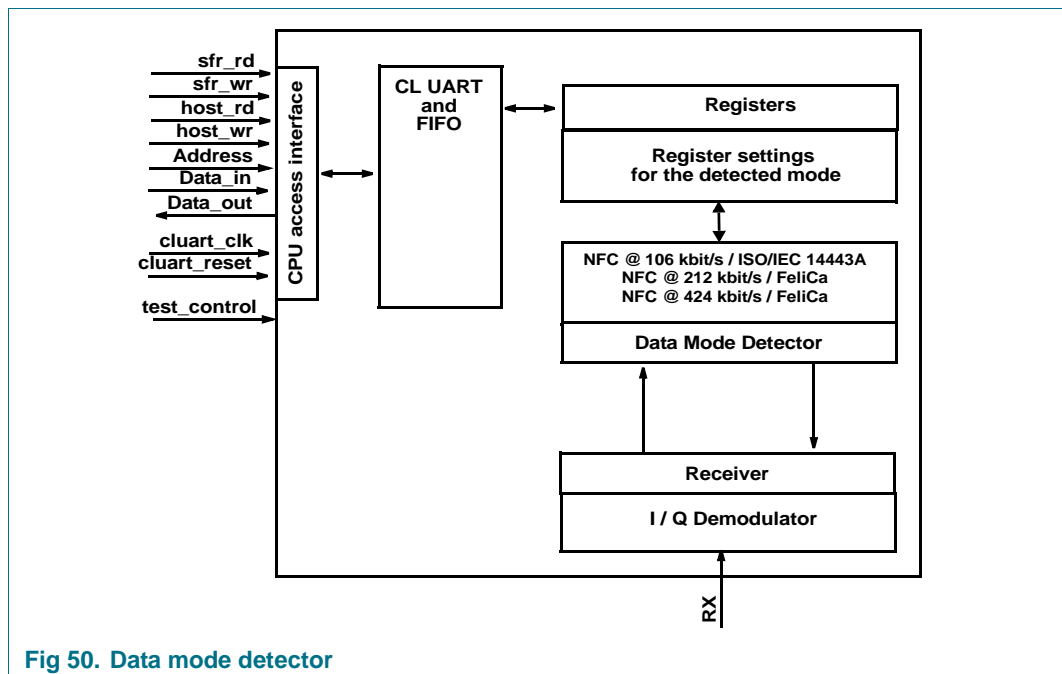 sfr_rd
sfr_wr
host_rd
host_wr
Address
Data_in
Data_out
cluart_clk
cluart_reset
test_control
CPU access interface
CL UART
and
FIFO
Registers
Register settings
for the detected mode
NFC @ 106 kbit/s / ISO/IEC 14443A
NFC @ 212 kbit/s / FeliCa
NFC @ 424 kbit/s / FeliCa
Data Mode Detector
Receiver
I / Q Demodulator
RX
Fig 50. Data mode detector